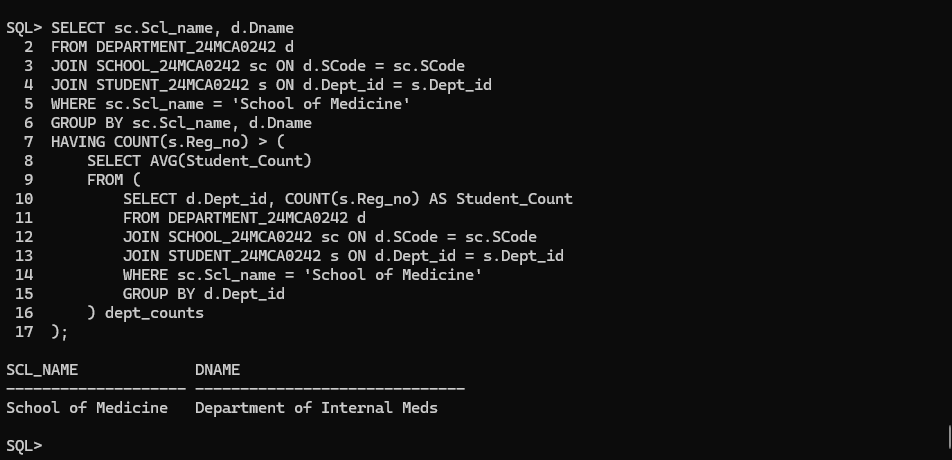 SQL> SELECT sc.Scl_name, d.Dname
  2  FROM DEPARTMENT_24MCA0242 d
  3  JOIN SCHOOL_24MCA0242 sc ON d.SCode = sc.SCode
  4  JOIN STUDENT_24MCA0242 s ON d.Dept_id = s.Dept_id
  5  WHERE sc.Scl_name = 'School of Medicine'
  6  GROUP BY sc.Scl_name, d.Dname
  7  HAVING COUNT(s.Reg_no) > (
  8      SELECT AVG(Student_Count)
  9      FROM (
 10          SELECT d.Dept_id, COUNT(s.Reg_no) AS Student_Count
 11          FROM DEPARTMENT_24MCA0242 d
 12          JOIN SCHOOL_24MCA0242 sc ON d.SCode = sc.SCode
 13          JOIN STUDENT_24MCA0242 s ON d.Dept_id = s.Dept_id
 14          WHERE sc.Scl_name = 'School of Medicine'
 15          GROUP BY d.Dept_id
 16      ) dept_counts
 17  );
SCL_NAME             DNAME
-------------------- ------------------------------
School of Medicine   Department of Internal Meds
SQL>